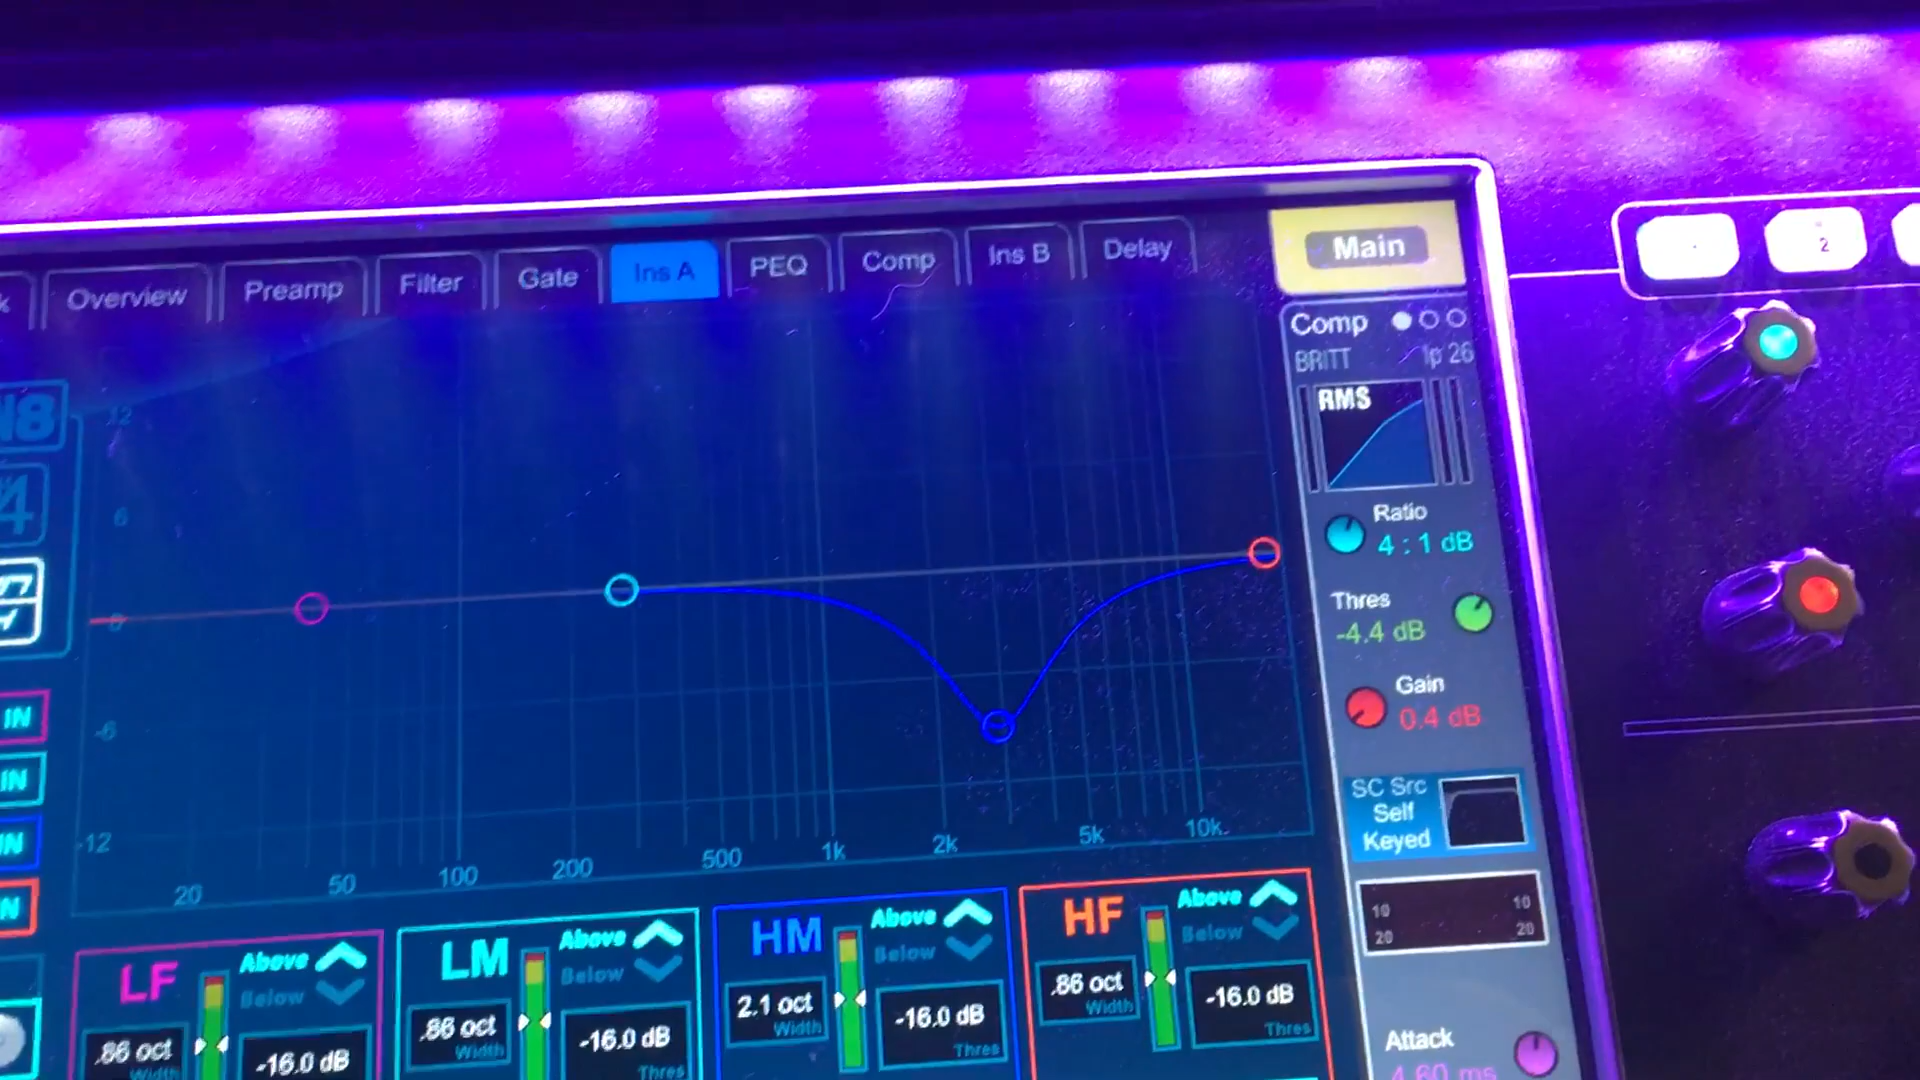 Overview Preamp Filter Gate Ins A PEQ Comp Ins B Delay
Main
2
Comp
BRITT
RMS
Ratio
4 : 1 dB
Thres
-4.4 dB
Gain
0.4 dB
SC Src
Self
Keyed
10 10
20 20
Attack
4.60 ms
12
6
0
-6
-12
20 50 100 200 500 1k 2k 5k 10k
IN
IN
IN
LF
Above
Below
.86 oct
Width
-16.0 dB
LM
Above
Below
.86 oct
Width
-16.0 dB
Thres
HM
Above
Below
2.1 oct
Width
-16.0 dB
Thres
HF
Above
Below
.86 oct
Width
-16.0 dB
Thres